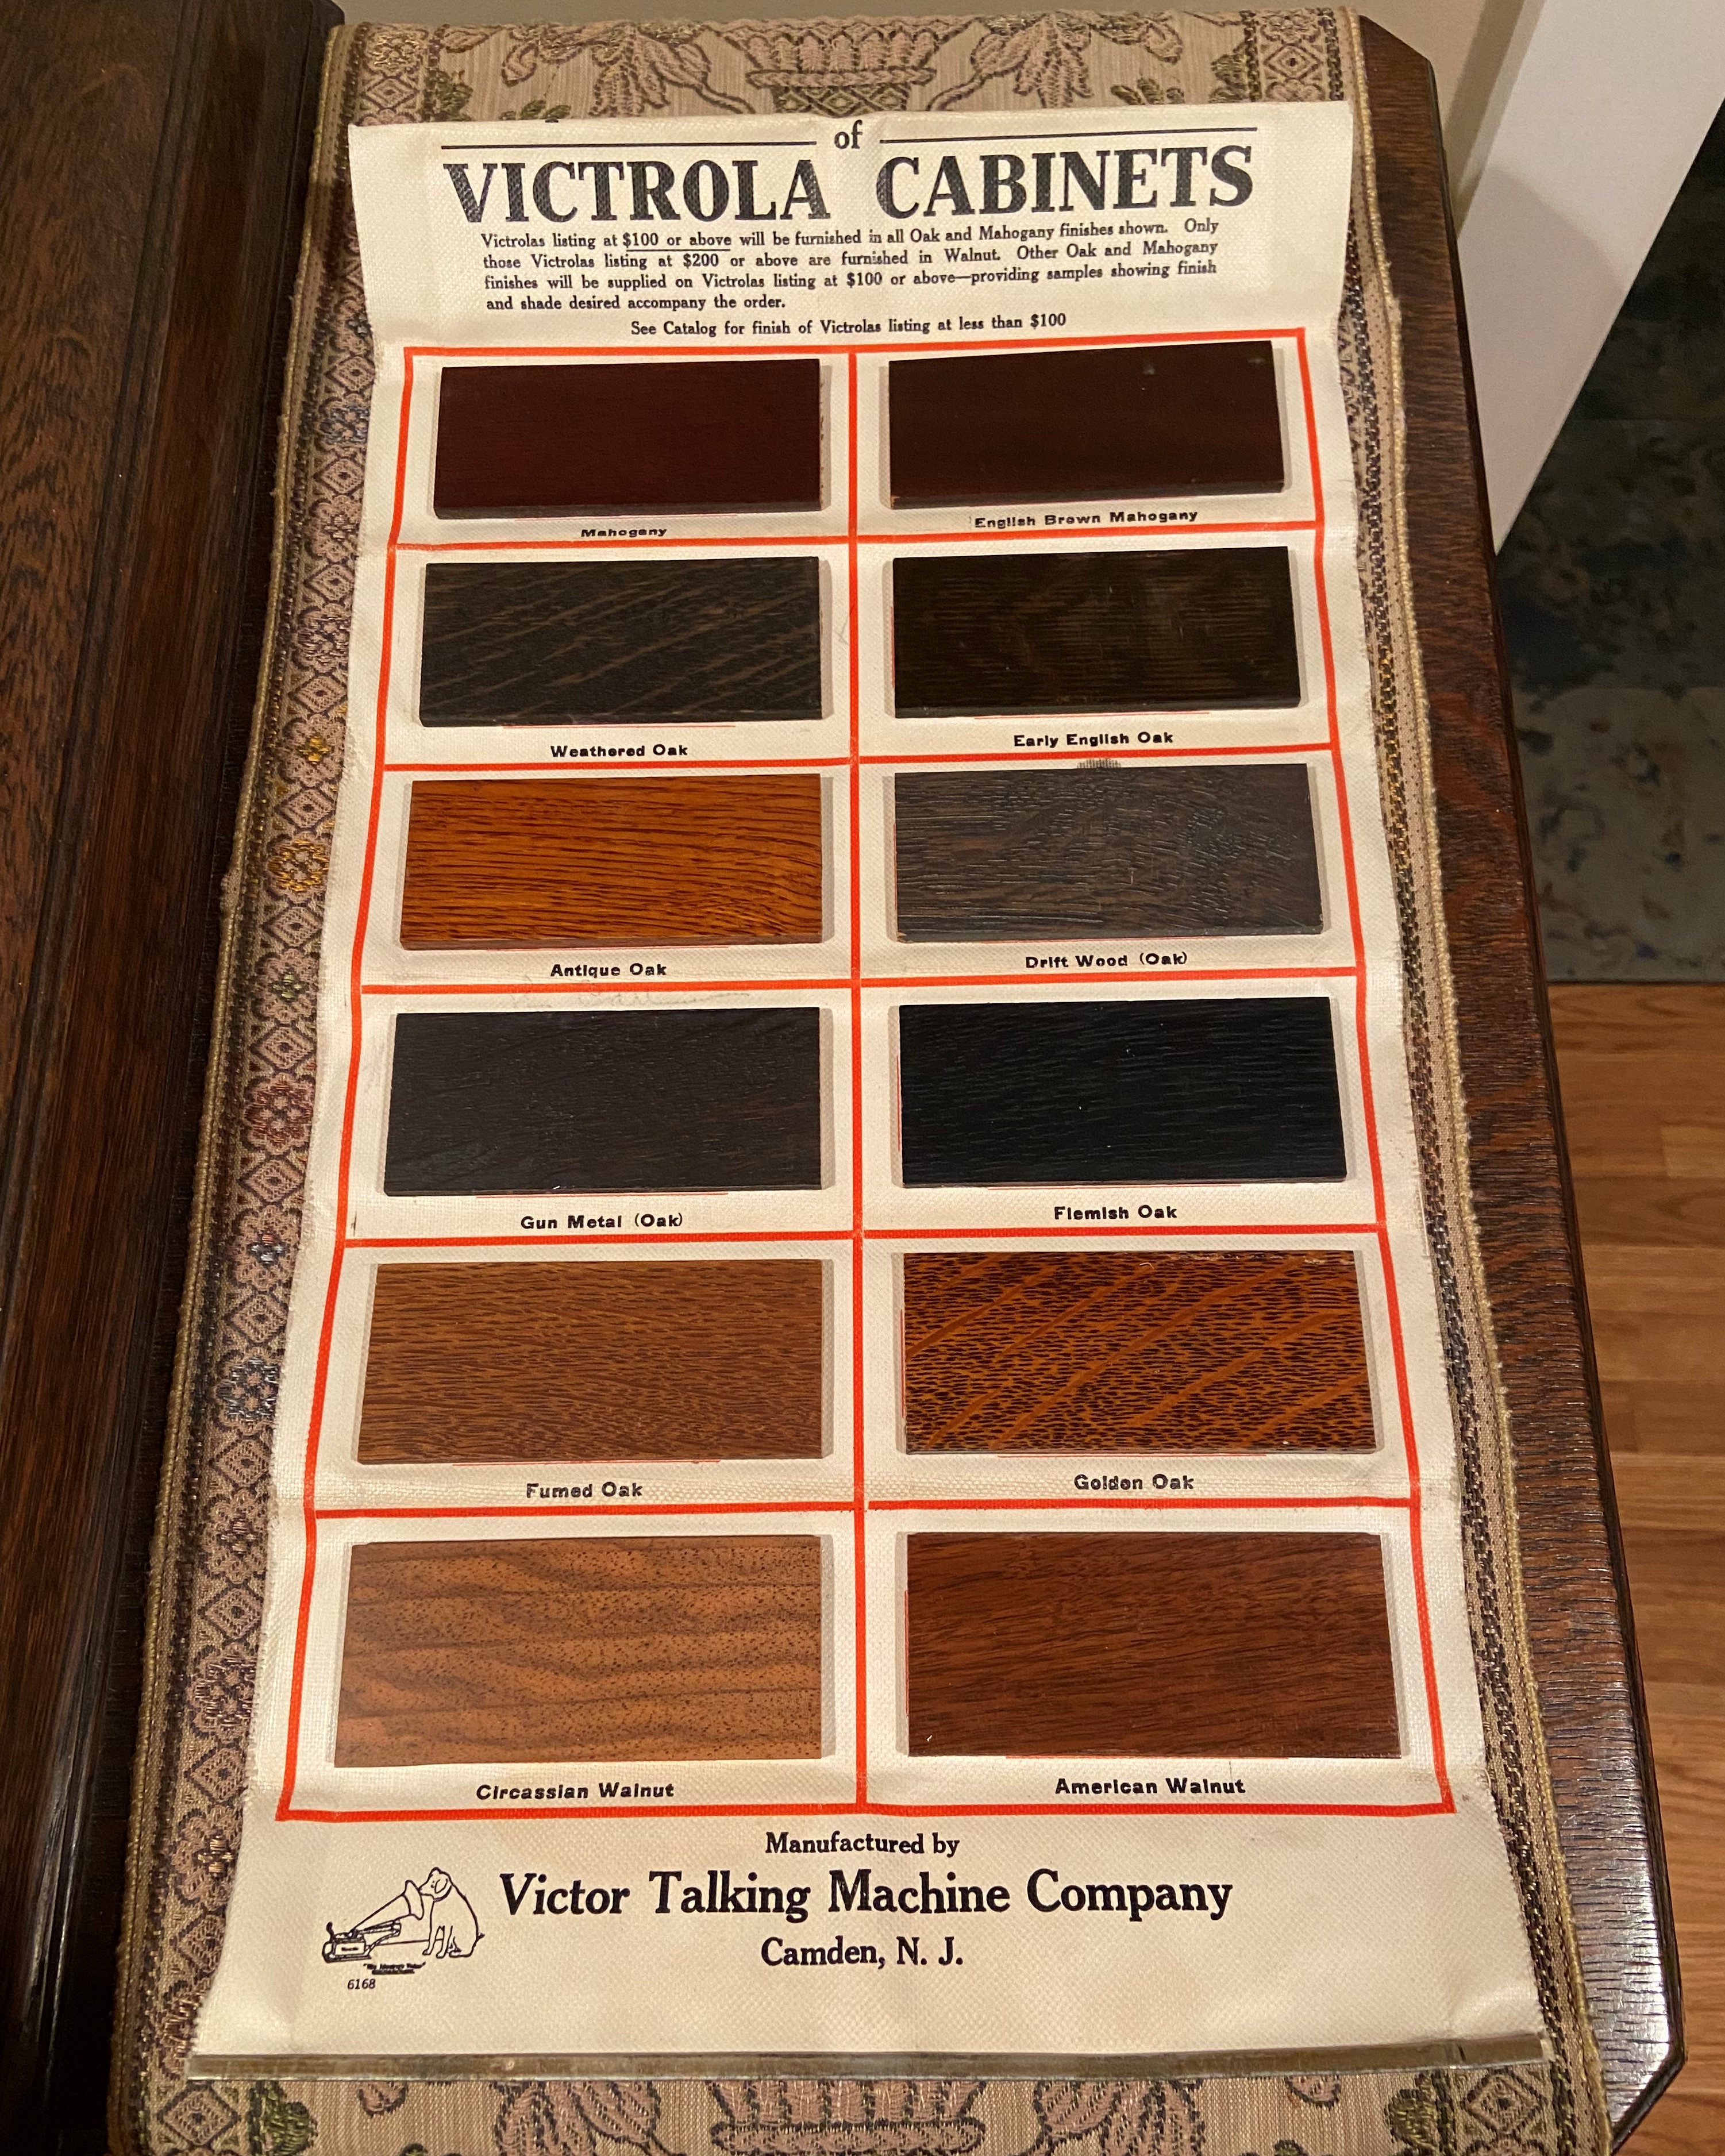 of
VICTROLA CABINETS
Victrolas listing at $100 or above will be furnished in all Oak and Mahogany finishes shown. Only
those Victrolas listing at $200 or above are furnished in Walnut. Other Oak and Mahogany
finishes will be supplied on Victrolas listing at $100 or above—providing samples showing finish
and shade desired accompany the order.
See Catalog for finish of Victrolas listing at less than $100
Mahogany
English Brown Mahogany
Weathered Oak
Early English Oak
Antique Oak
Drift Wood (Oak)
Gun Metal (Oak)
Flemish Oak
Fumed Oak
Golden Oak
Circassian Walnut
American Walnut
Manufactured by
Victor Talking Machine Company
Camden, N. J.
"His Master's Voice"
6168